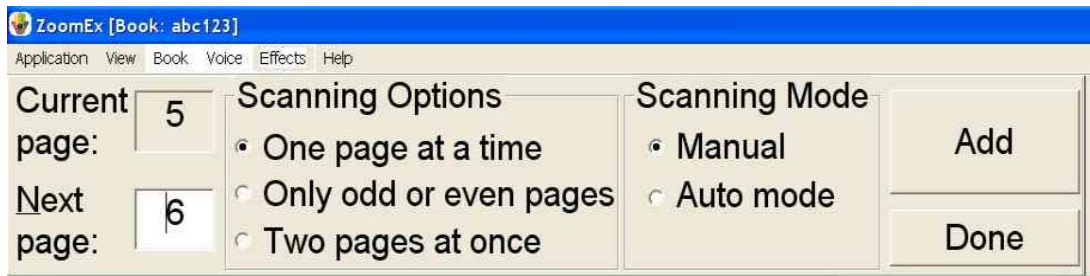 ZoomEx [Book: abc123]
Application View Book Voice Effects Help
Current page: 5
Next page: 6
Scanning Options
One page at a time
Only odd or even pages
Two pages at once
Scanning Mode
Manual
Auto mode
Add
Done